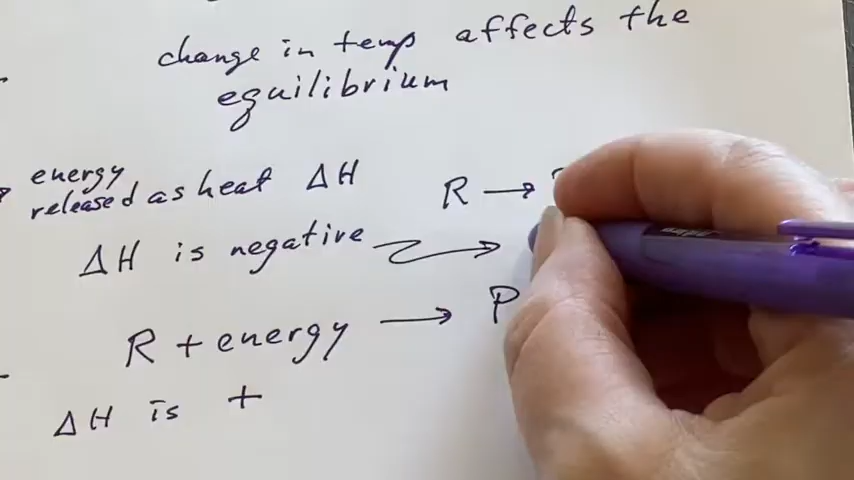 change in temp affects the
equilibrium
energy
released as heat ΔH
R →
ΔH is negative
R + energy → P
ΔH is +